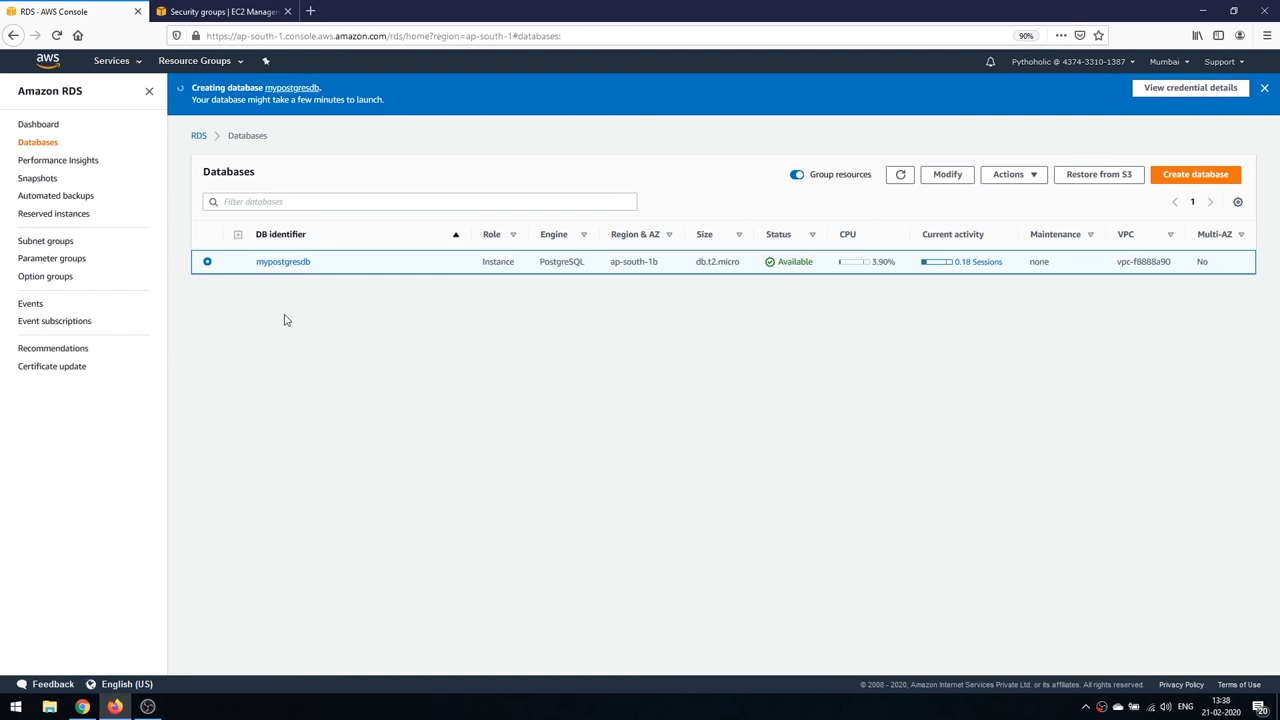 RDS · AWS Console
Security groups | EC2 Manager
https://ap-south-1.console.aws.amazon.com/rds/home?region=ap-south-1#databases:
90%
aws
Services
Resource Groups
Pythoholic @ 4374-3310-1387
Mumbai
Support
Amazon RDS
Dashboard
Databases
Performance Insights
Snapshots
Automated backups
Reserved instances
Subnet groups
Parameter groups
Option groups
Events
Event subscriptions
Recommendations
Certificate update
Creating database mypostgresdb.
Your database might take a few minutes to launch.
View credential details
RDS > Databases
Databases
Group resources
Modify
Actions
Restore from S3
Create database
Filter databases
1
DB identifier Role Engine Region & AZ Size Status CPU Current activity Maintenance VPC Multi-AZ
mypostgresdb Instance PostgreSQL ap-south-1b db.t2.micro Available 3.90% 0.18 Sessions none vpc-f8888a90 No
Feedback
English (US)
© 2008 - 2020, Amazon Internet Services Private Ltd. or its affiliates. All rights reserved.
Privacy Policy
Terms of Use
ENG
13:38
21-02-2020
20